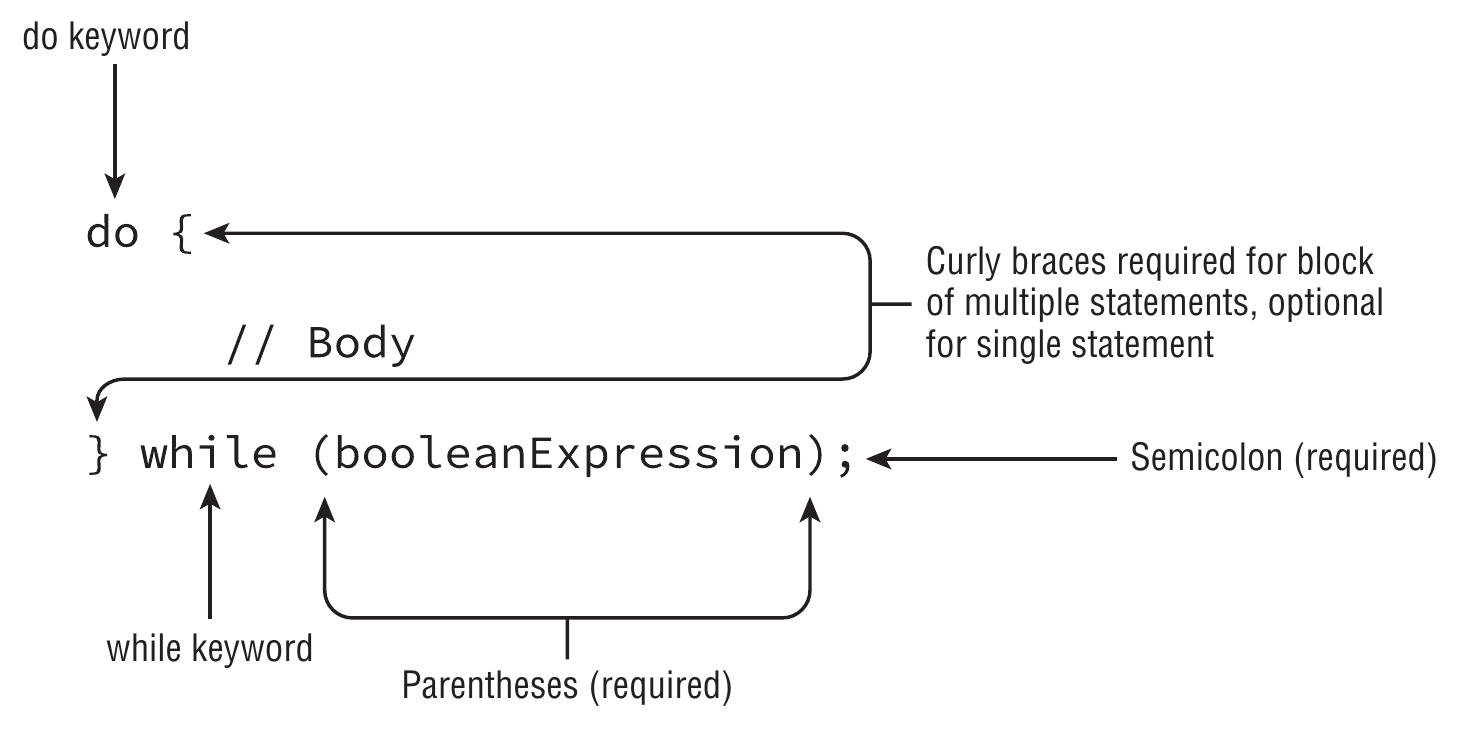 do keyword
do {
Curly braces required for block
of multiple statements, optional
for single statement
// Body
} while (booleanExpression);
Semicolon (required)
while keyword
Parentheses (required)